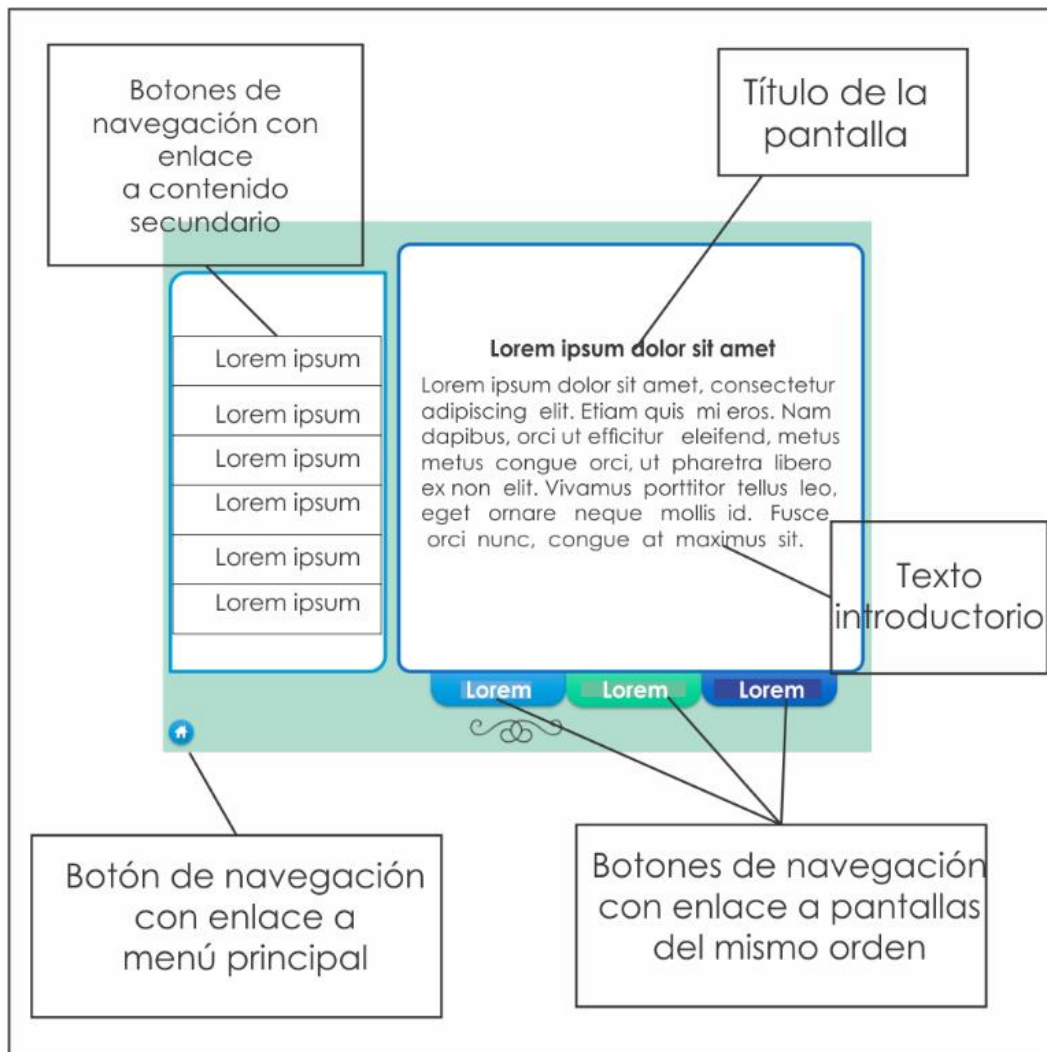 Botones de
navegación con
enlace
a contenido
secundario
Título de la
pantalla
Lorem ipsum
Lorem ipsum
Lorem ipsum
Lorem ipsum
Lorem ipsum
Lorem ipsum
Lorem ipsum dolor sit amet
Lorem ipsum dolor sit amet, consectetur
adipiscing elit. Etiam quis mi eros. Nam
dapibus, orci ut efficitur eleifend, metus
metus congue orci, ut pharetra libero
ex non elit. Vivamus porttitor tellus leo,
eget ornare neque mollis id. Fusce
orci nunc, congue at maximus sit.
Texto
introductorio
Lorem Lorem Lorem
Botón de navegación
con enlace a
menú principal
Botones de navegación
con enlace a pantallas
del mismo orden